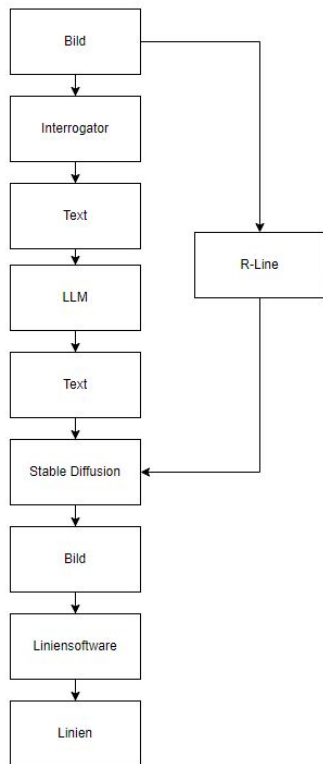 Bild
Interrogator
Text
R-Line
LLM
Text
Stable Diffusion
Bild
Liniensoftware
Linien